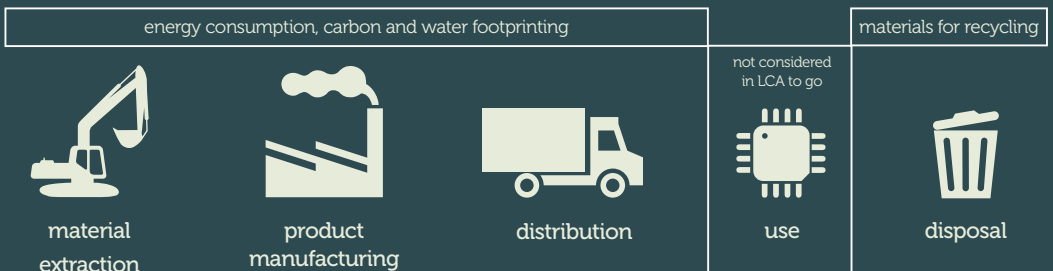 energy consumption, carbon and water footprinting
materials for recycling
not considered
in LCA to go
material
extraction
product
manufacturing
distribution
use
disposal